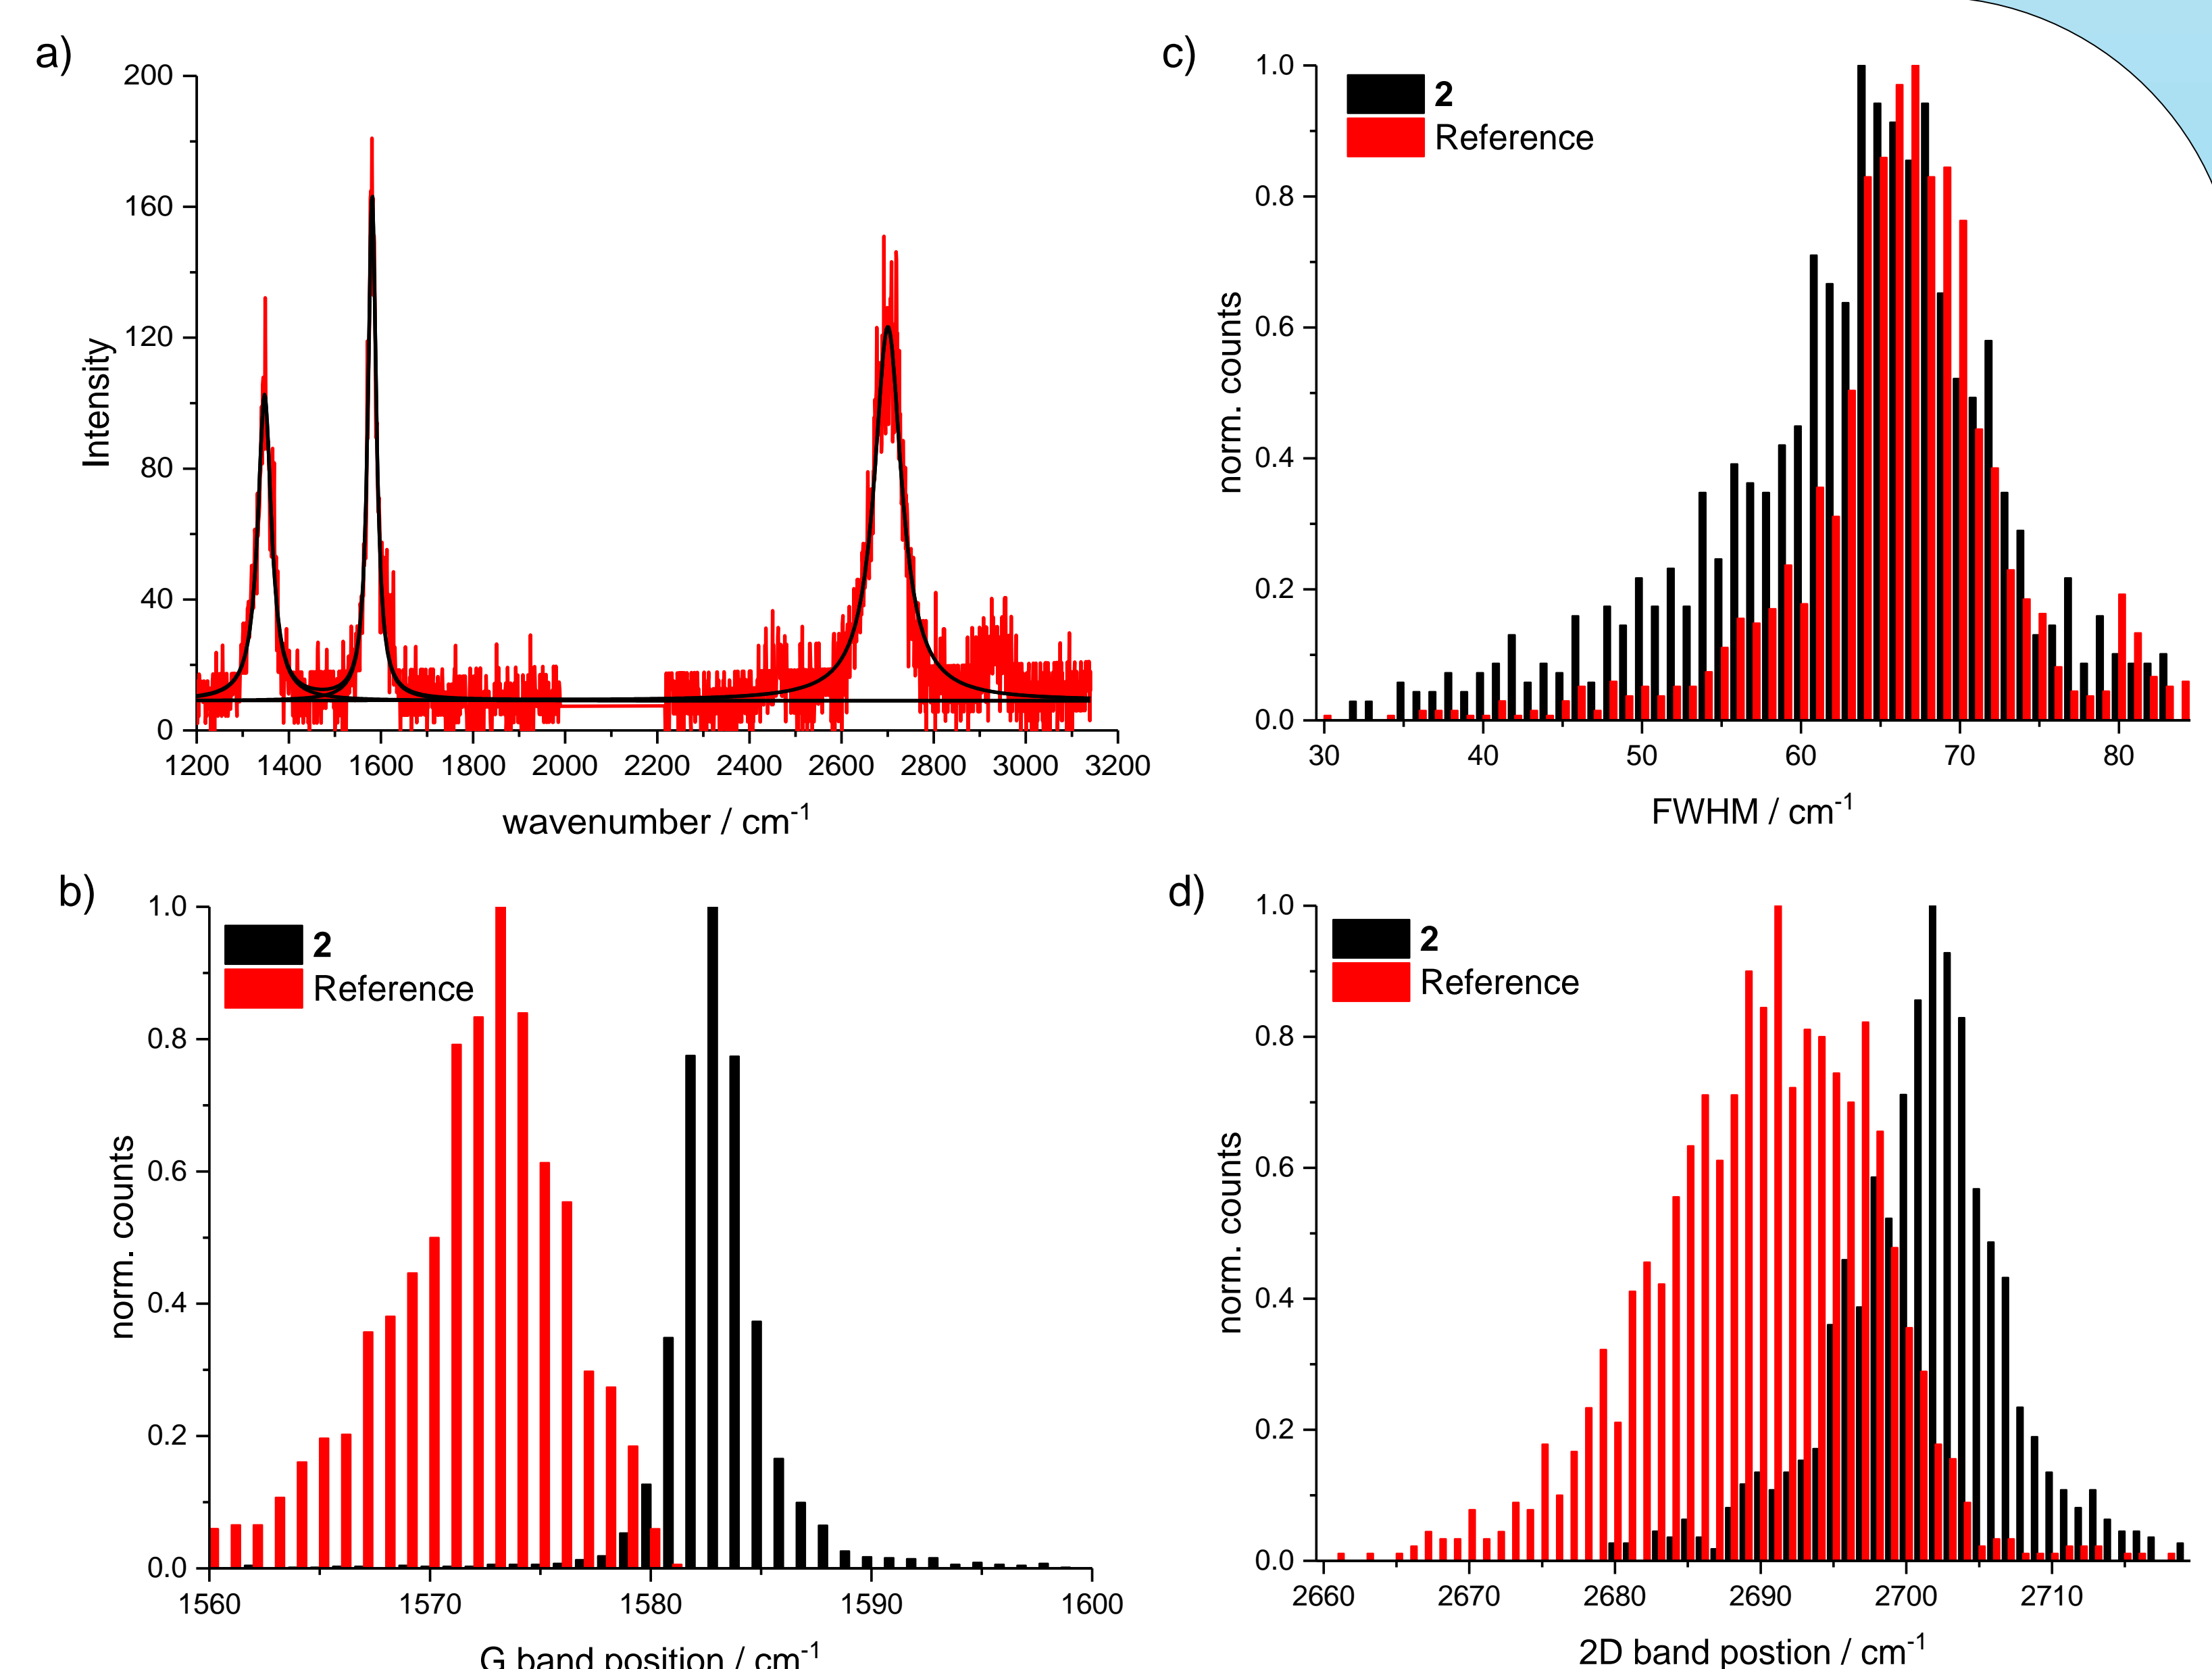 a)
200
160
120
80
40
0
Intensity
1200 1400 1600 1800 2000 2200 2400 2600 2800 3000 3200
wavenumber / cm-1
c)
2
Reference
1.0
0.8
0.6
0.4
0.2
0.0
norm. counts
30 40 50 60 70 80
FWHM / cm-1
b)
2
Reference
1.0
0.8
0.6
0.4
0.2
0.0
norm. counts
1560 1570 1580 1590 1600
G band position / cm-1
d)
2
Reference
1.0
0.8
0.6
0.4
0.2
0.0
norm. counts
2660 2670 2680 2690 2700 2710
2D band postion / cm-1